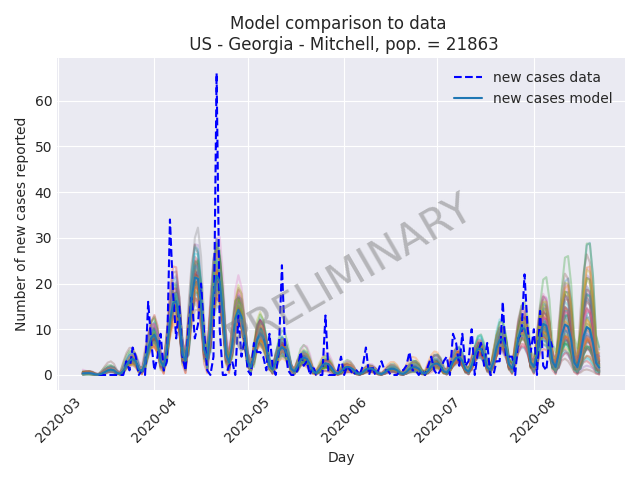 Model comparison to data
US - Georgia - Mitchell, pop. = 21863
new cases data
new cases model
PRELIMINARY
Number of new cases reported
60
50
40
30
20
10
0
2020-03
2020-04
2020-05
2020-06
2020-07
2020-08
Day